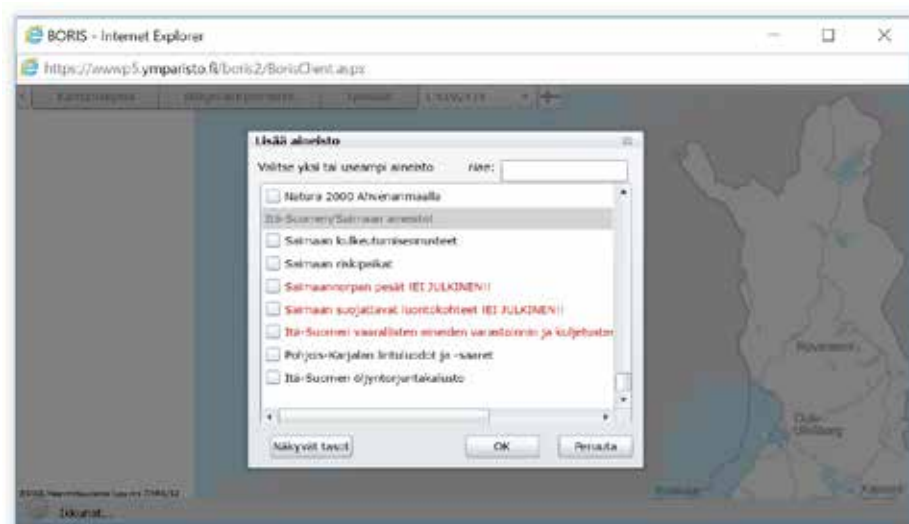 BORIS - Internet Explorer
https://wwwp5.ymparisto.fi/boris2/BorisClient.aspx
Lisää aineisto
Valitse yksi tai useampi aineisto
Natura 2000 Ahvenanmaalla
Itä-Suomen/Saimaan aineistot
Saimaan kulkeutumisennusteet
Saimaan riskipaikat
Saimaannorpan pesät !EI JULKINEN!!
Saimaan suojattavat luontokohteet !EI JULKINEN!!
Itä-Suomen vaarallisten aineiden varastoinnin ja kuljetusten
Pohjois-Karjalan lintuluodot ja -saaret
Itä-Suomen öljyntorjuntakalusto
Näkyvät tasot OK Peruuta
Rovaniemi
Oulu
Uleåborg
Ikkunat...